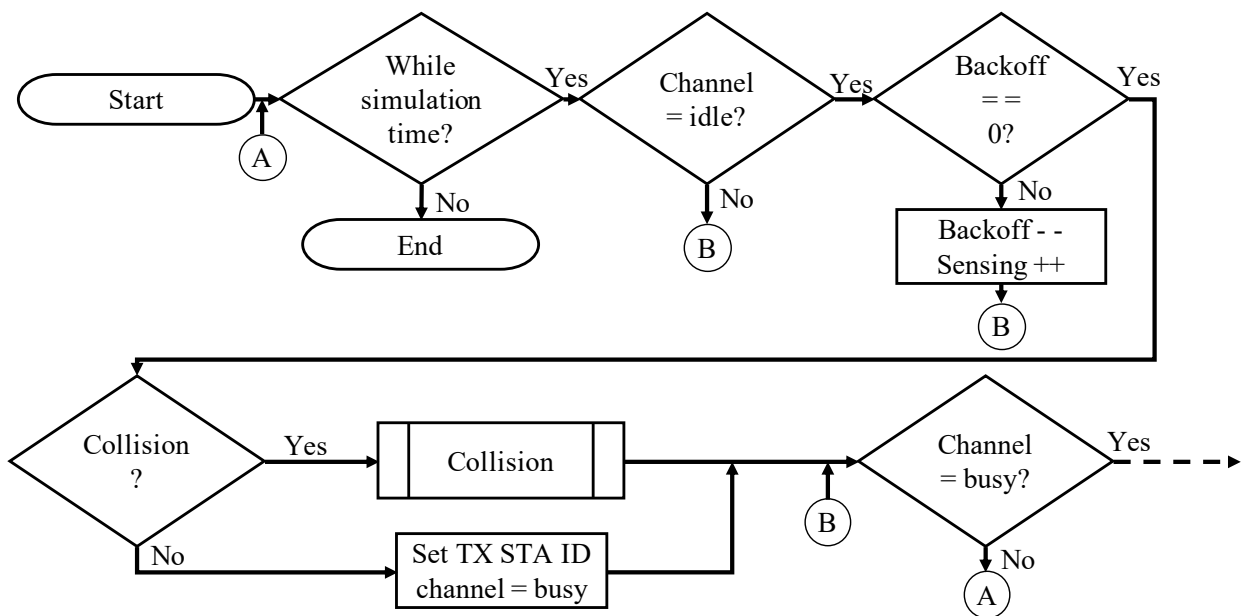 Start
A
While
simulation
time?
Yes
No
End
Channel
= idle?
Yes
No
B
Backoff
= =
0?
Yes
No
Backoff - -
Sensing ++
B
Collision
?
Yes
No
Collision
Set TX STA ID
channel = busy
B
Channel
= busy?
Yes
No
A